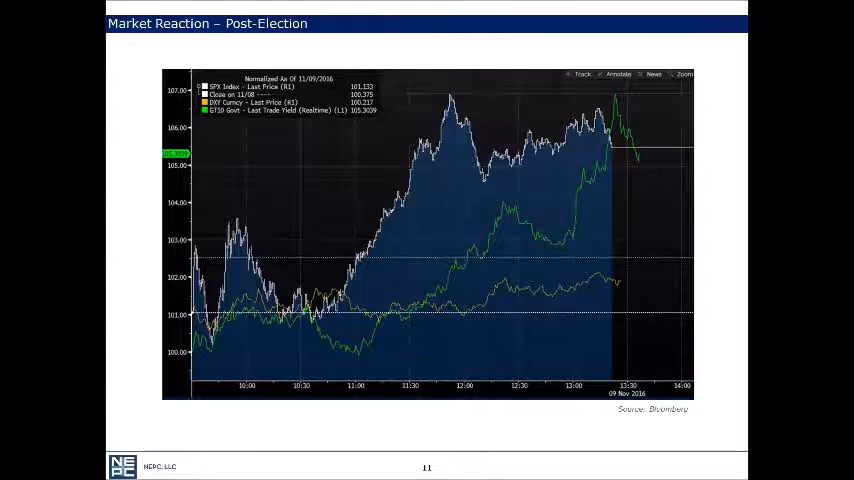 Market Reaction – Post-Election
Track Annotate News Zoom
Normalized As Of 11/09/2016
SPX Index - Last Price (R1) 101.133
Close on 11/08 ---- 100.375
DXY Curncy - Last Price (R1) 100.217
GT10 Govt - Last Trade Yield (Realtime) (L1) 105.3039
107.00
106.00
105.3039
105.00
104.00
103.00
102.00
101.00
100.00
10:00 10:30 11:00 11:30 12:00 12:30 13:00 13:30 14:00
09 Nov 2016
Source: Bloomberg
NEPC
NEPC, LLC
11